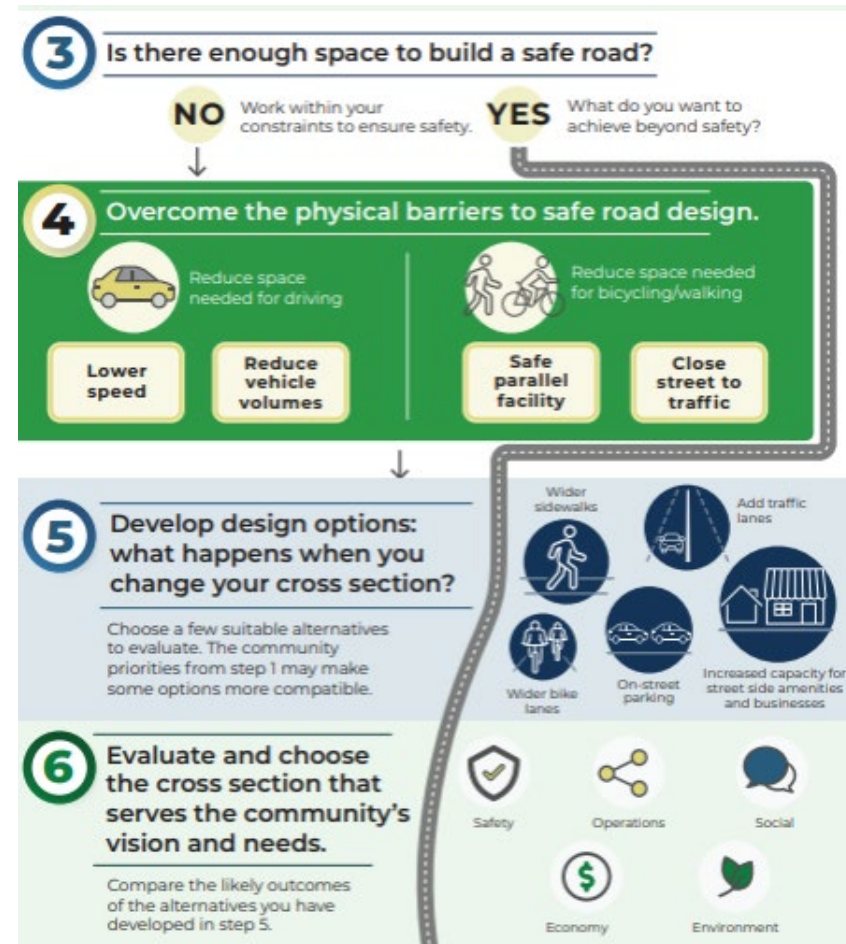 3
Is there enough space to build a safe road?
NO
Work within your
constraints to ensure safety.
YES
What do you want to
achieve beyond safety?
4
Overcome the physical barriers to safe road design.
Reduce space
needed for driving
Reduce space needed
for bicycling/walking
Lower
speed
Reduce
vehicle
volumes
Safe
parallel
facility
Close
street to
traffic
5
Develop design options:
what happens when you
change your cross section?
Choose a few suitable alternatives
to evaluate. The community
priorities from step 1 may make
some options more compatible.
Wider
sidewalks
Add traffic
lanes
Wider bike
lanes
On-street
parking
Increased capacity for
street side amenities
and businesses
6
Evaluate and choose
the cross section that
serves the community's
vision and needs.
Compare the likely outcomes
of the alternatives you have
developed in step 5.
Safety
Operations
Social
$
Economy
Environment